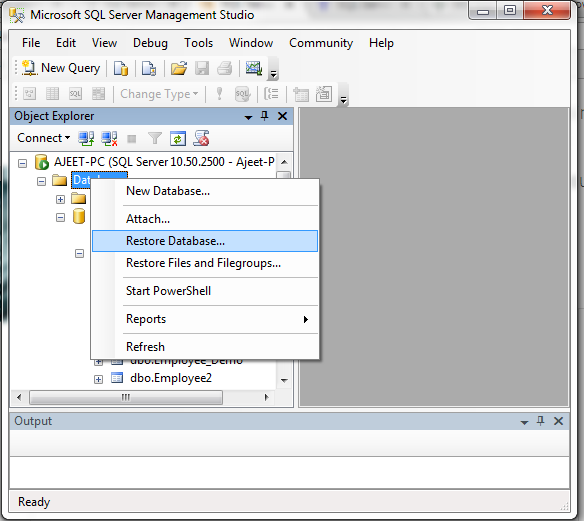 Microsoft SQL Server Management Studio
File Edit View Debug Tools Window Community Help
New Query
SQL Change Type SQL
Object Explorer
Connect
AJEET-PC (SQL Server 10.50.2500 - Ajeet-P
New Database...
Attach...
Restore Database...
Restore Files and Filegroups...
Start PowerShell
Reports
Refresh
dbo.Employee_Demo
dbo.Employee2
Output
Ready